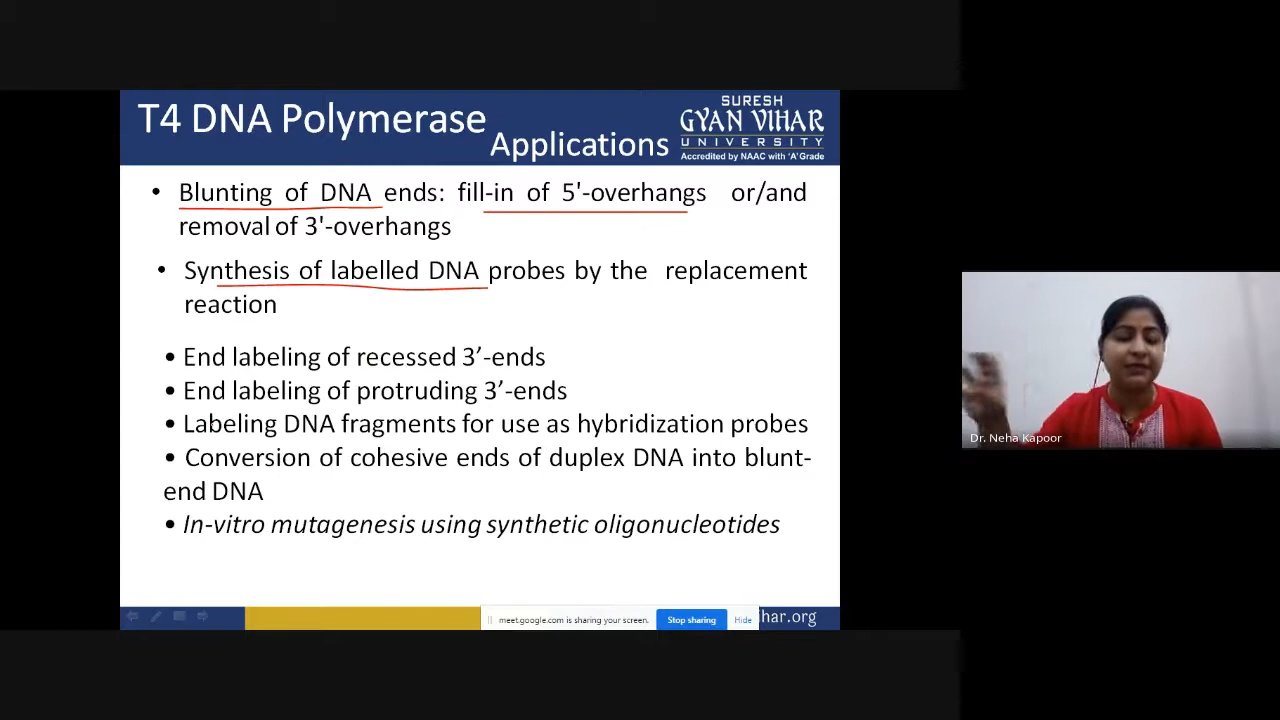 T4 DNA Polymerase
Applications
SURESH
GYAN VIHAR
UNIVERSITY
Accredited by NAAC with 'A' Grade
• Blunting of DNA ends: fill-in of 5'-overhangs or/and
removal of 3'-overhangs
• Synthesis of labelled DNA probes by the replacement
reaction
• End labeling of recessed 3’-ends
• End labeling of protruding 3’-ends
• Labeling DNA fragments for use as hybridization probes
• Conversion of cohesive ends of duplex DNA into blunt-
end DNA
• In-vitro mutagenesis using synthetic oligonucleotides
meet.google.com is sharing your screen.
Stop sharing
Hide
vihar.org
Dr. Neha Kapoor